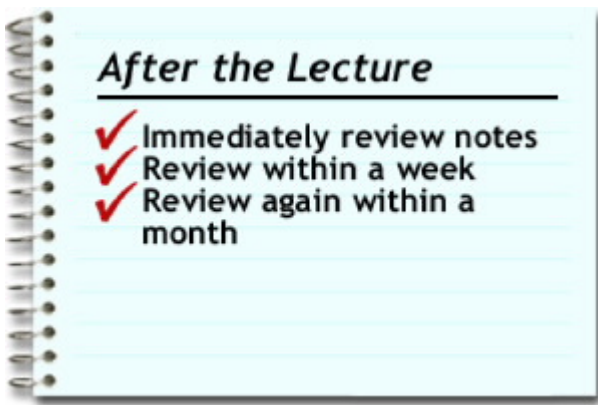 After the Lecture
Immediately review notes
Review within a week
Review again within a
month